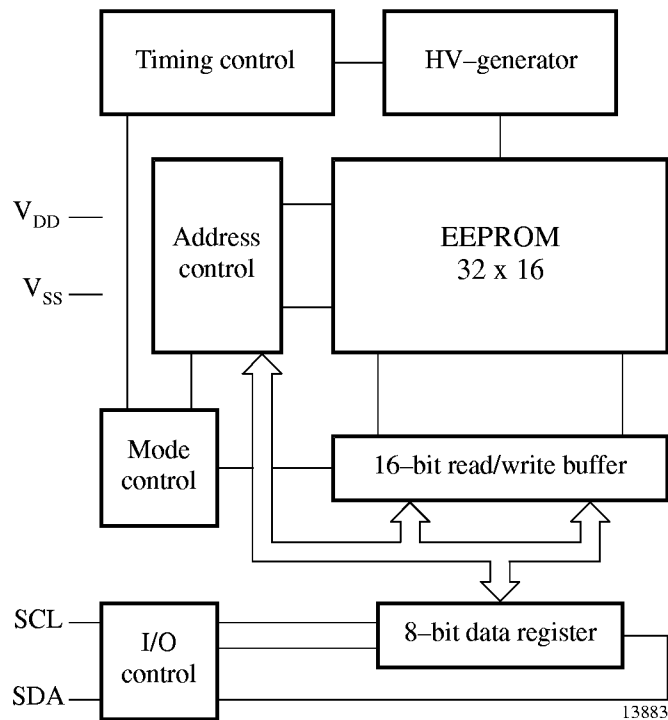 Timing control
HV–generator
V_DD
V_SS
Address
control
EEPROM
32 x 16
Mode
control
16–bit read/write buffer
SCL
SDA
I/O
control
8–bit data register
13883